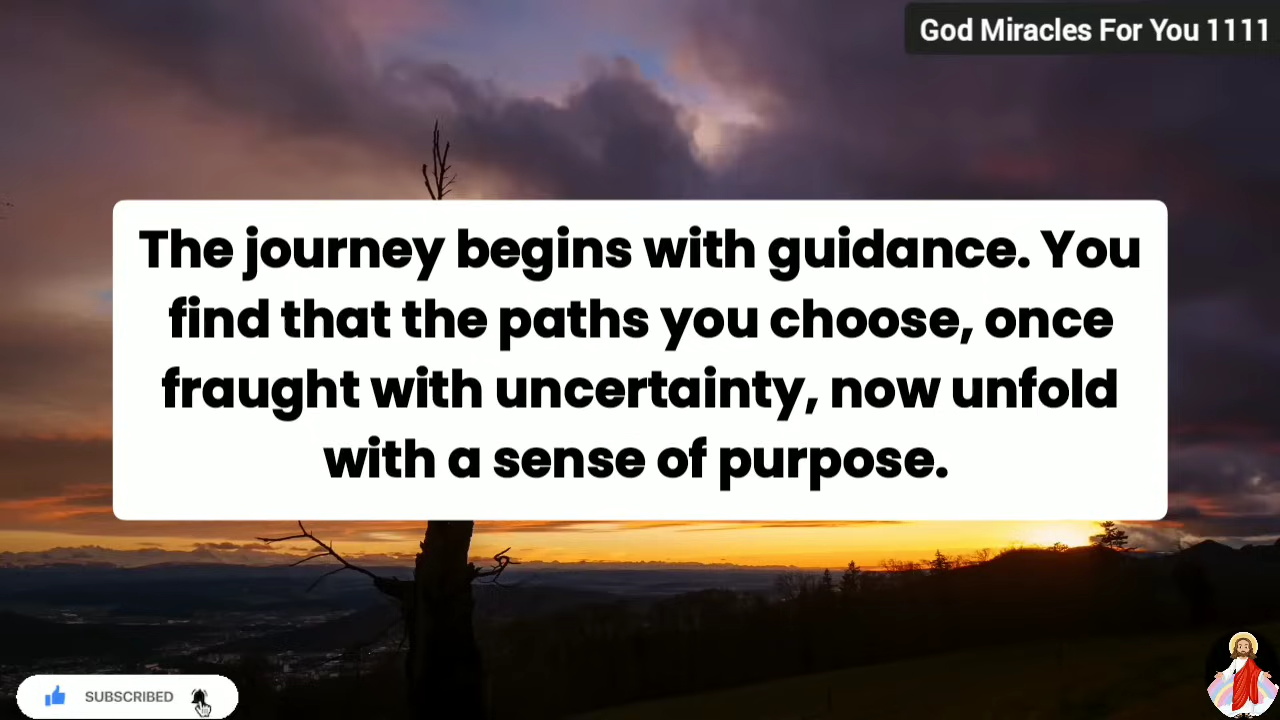 God Miracles For You 1111
The journey begins with guidance. You
find that the paths you choose, once
fraught with uncertainty, now unfold
with a sense of purpose.
SUBSCRIBED